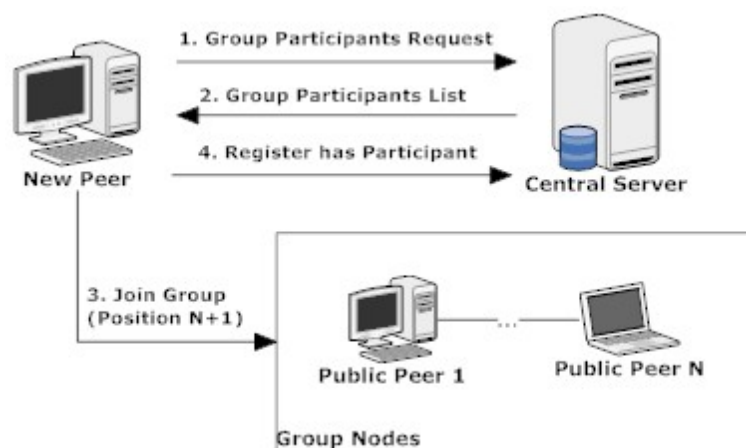 1. Group Participants Request
2. Group Participants List
4. Register has Participant
New Peer
Central Server
3. Join Group
(Position N+1)
...
Public Peer 1
Public Peer N
Group Nodes